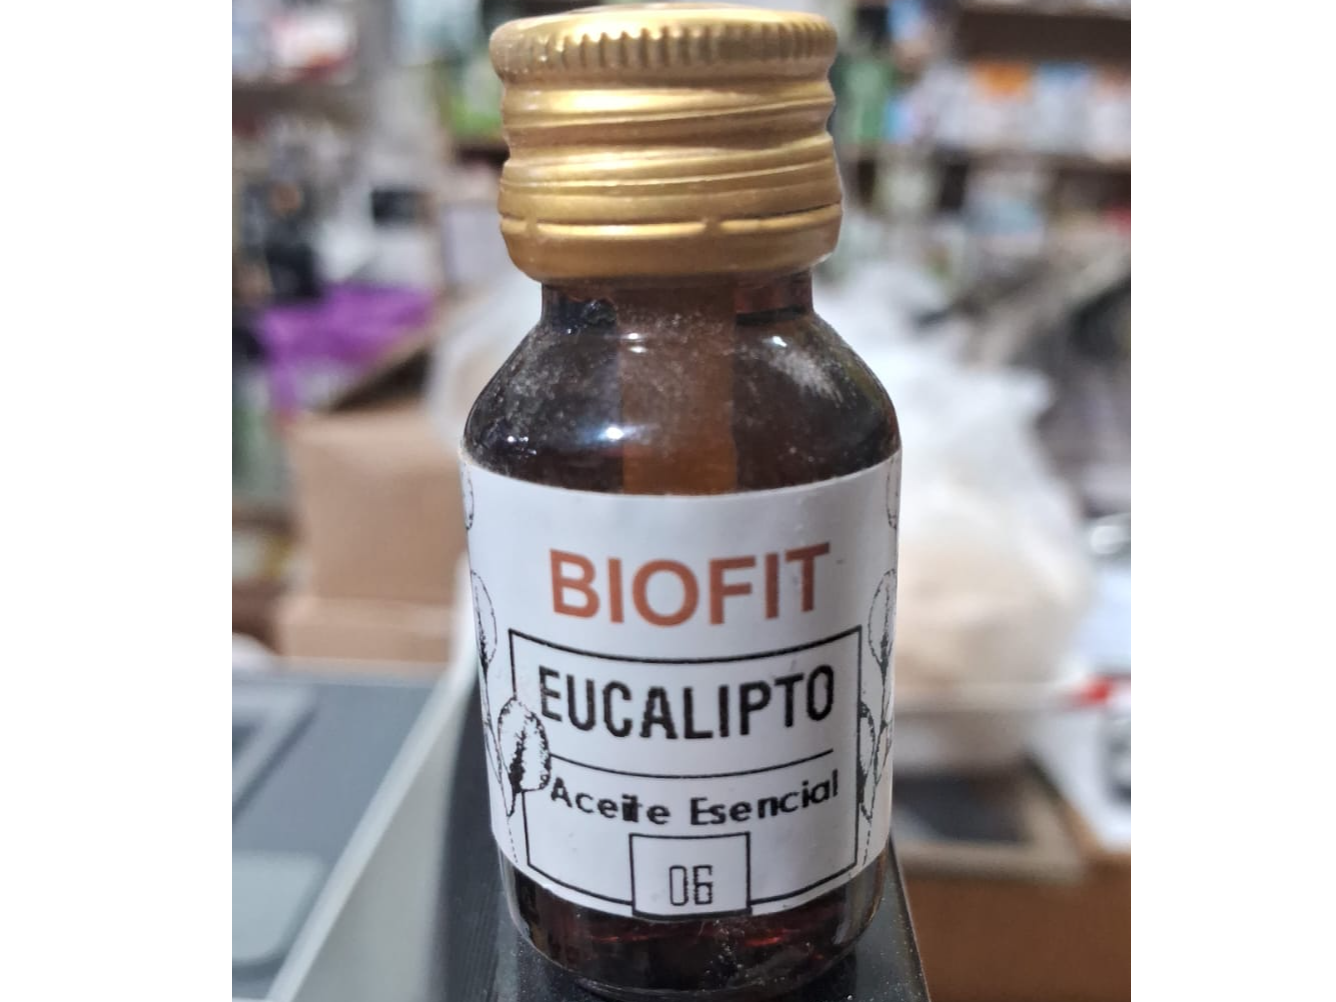 BIOFIT
EUCALIPTO
Aceite Esencial
06